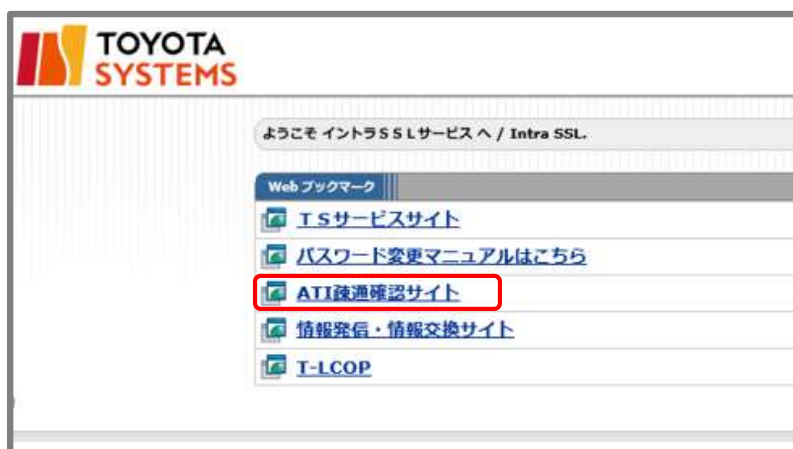 TOYOTA
SYSTEMS
ようこそ イントラSSLサービス へ / Intra SSL.
Web ブックマーク
TSサービスサイト
パスワード変更マニュアルはこちら
ATI疎通確認サイト
情報発信・情報交換サイト
T-LCOP